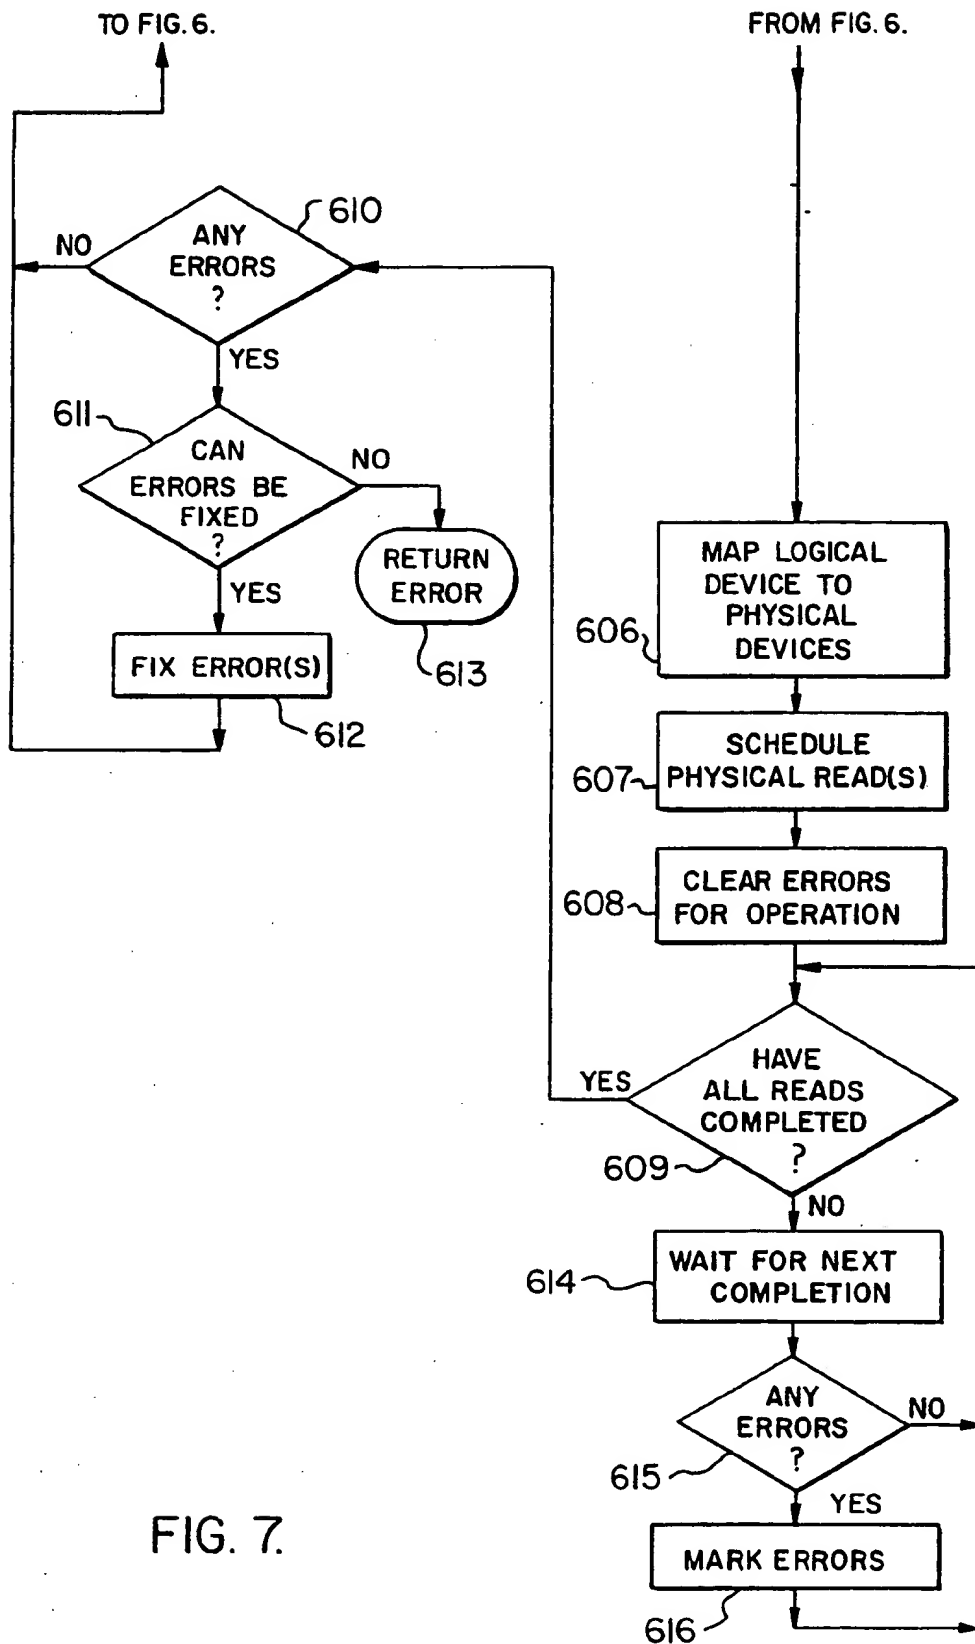 TO FIG. 6.
FROM FIG. 6.
610
NO
ANY
ERRORS
?
YES
611
CAN
ERRORS BE
FIXED
?
NO
RETURN
ERROR
613
YES
FIX ERROR(S)
612
MAP LOGICAL
DEVICE TO
PHYSICAL
DEVICES
606
SCHEDULE
PHYSICAL READ(S)
607
CLEAR ERRORS
FOR OPERATION
608
HAVE
ALL READS
COMPLETED
?
YES
609
NO
WAIT FOR NEXT
COMPLETION
614
ANY
ERRORS
?
NO
615
YES
MARK ERRORS
616
FIG. 7.